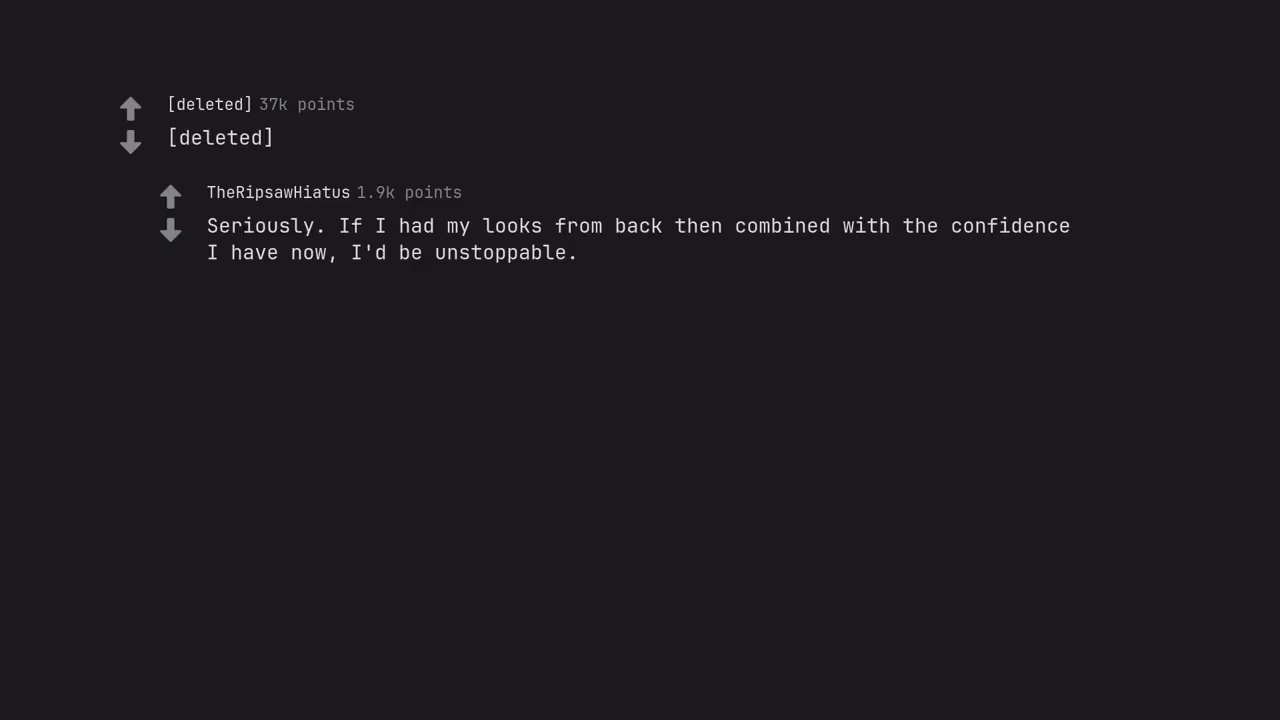 [deleted] 37k points
[deleted]
TheRipsawHiatus 1.9k points
Seriously. If I had my looks from back then combined with the confidence
I have now, I'd be unstoppable.